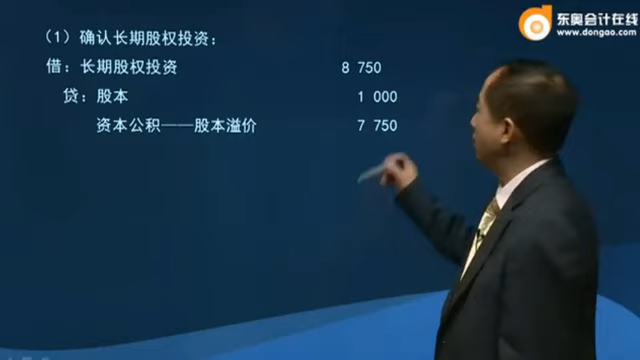 东奥会计在线
www.dongao.com
（1）确认长期股权投资：
借：长期股权投资 8 750
贷：股本 1 000
资本公积——股本溢价 7 750